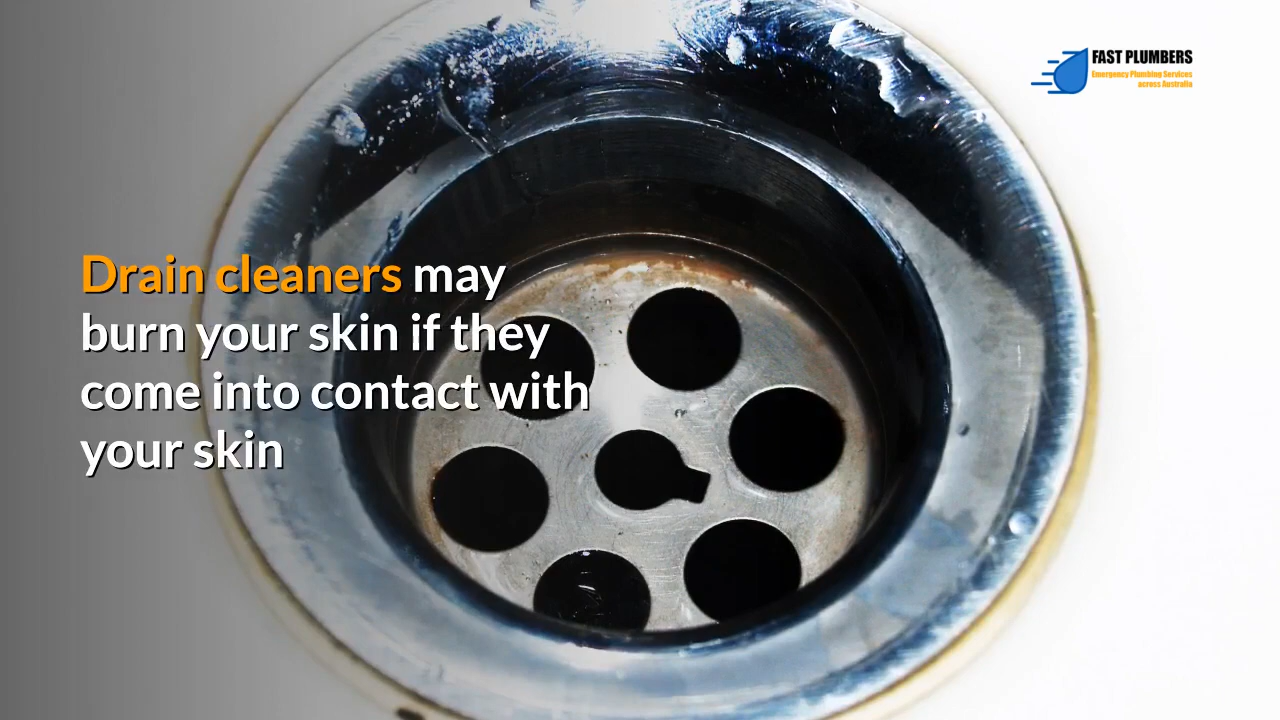 FAST PLUMBERS
Emergency Plumbing Services
across Australia
Drain cleaners may
burn your skin if they
come into contact with
your skin